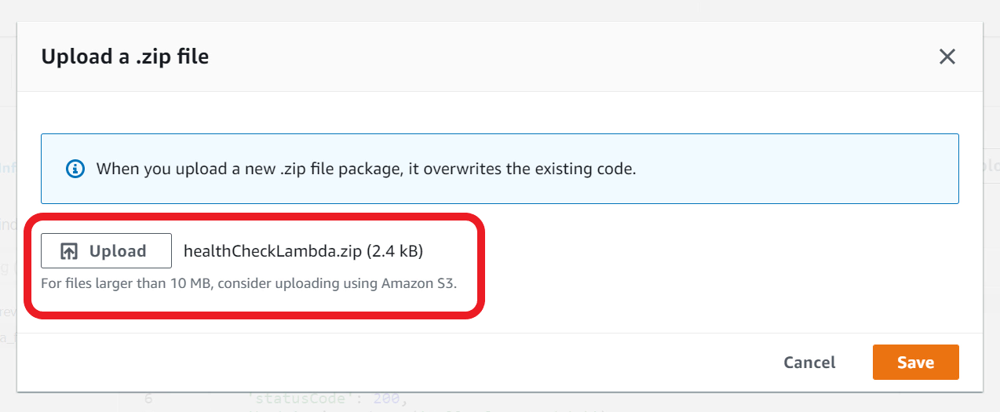 Upload a .zip file
When you upload a new .zip file package, it overwrites the existing code.
Upload healthCheckLambda.zip (2.4 kB)
For files larger than 10 MB, consider uploading using Amazon S3.
Cancel Save
6 'statusCode': 200,